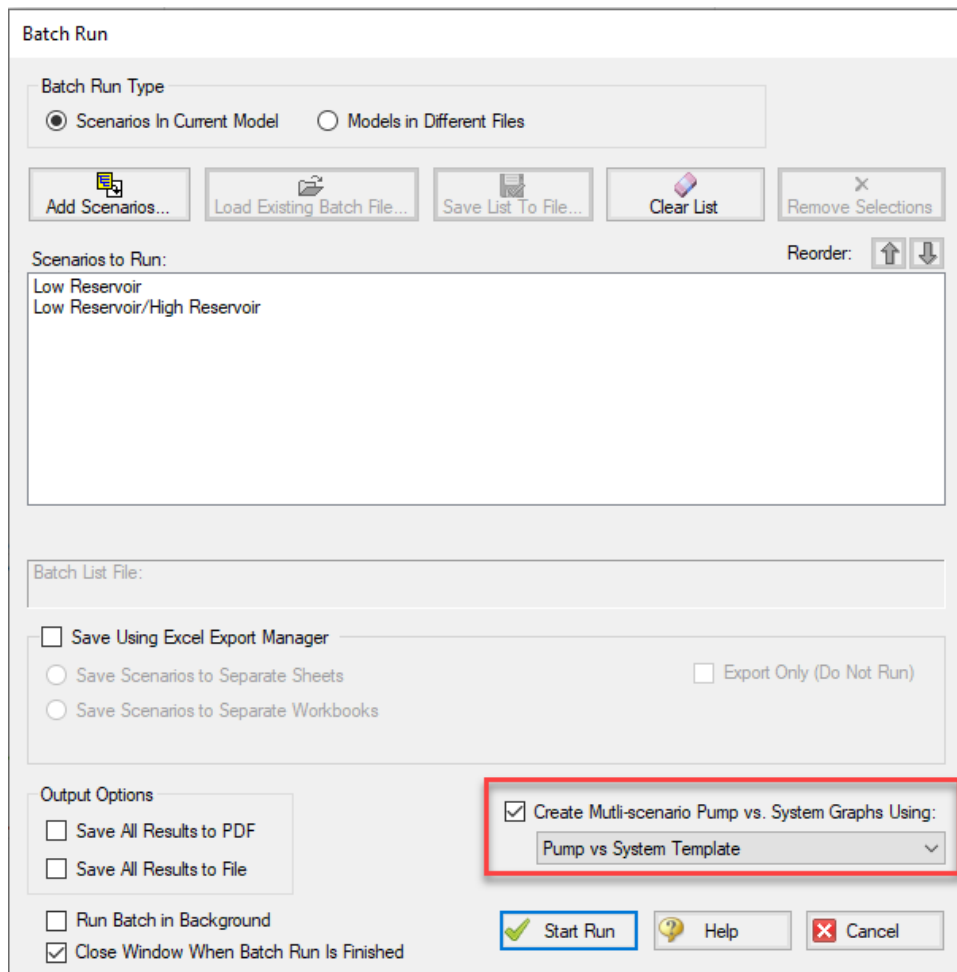 Batch Run
Batch Run Type
Scenarios In Current Model
Models in Different Files
Add Scenarios...
Load Existing Batch File...
Save List To File...
Clear List
Remove Selections
Scenarios to Run:
Reorder:
Low Reservoir
Low Reservoir/High Reservoir
Batch List File:
Save Using Excel Export Manager
Save Scenarios to Separate Sheets
Export Only (Do Not Run)
Save Scenarios to Separate Workbooks
Output Options
Save All Results to PDF
Save All Results to File
Create Mutli-scenario Pump vs. System Graphs Using:
Pump vs System Template
Run Batch in Background
Close Window When Batch Run Is Finished
Start Run
Help
Cancel